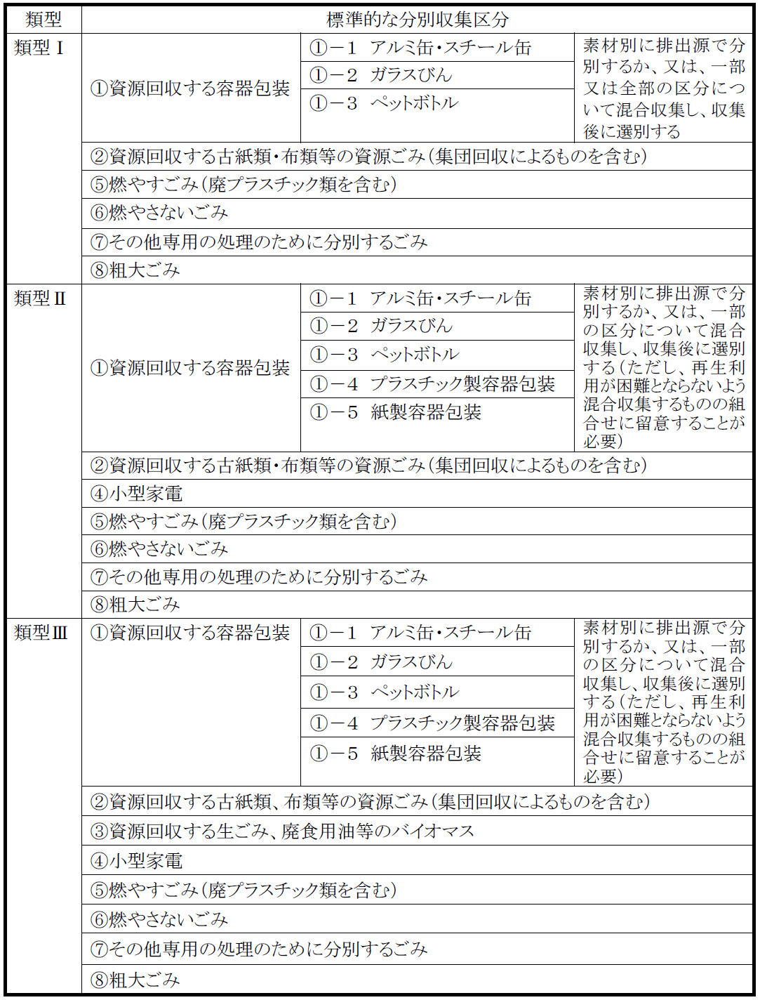 類型
標準的な分別収集区分
類型Ⅰ
①資源回収する容器包装
①－１ アルミ缶・スチール缶
①－２ ガラスびん
①－３ ペットボトル
素材別に排出源で分
別するか、又は、一部
又は全部の区分につ
いて混合収集し、収集
後に選別する
②資源回収する古紙類・布類等の資源ごみ（集団回収によるものを含む）
⑤燃やすごみ（廃プラスチック類を含む）
⑥燃やさないごみ
⑦その他専用の処理のために分別するごみ
⑧粗大ごみ
類型Ⅱ
①資源回収する容器包装
①－１ アルミ缶・スチール缶
①－２ ガラスびん
①－３ ペットボトル
①－４ プラスチック製容器包装
①－５ 紙製容器包装
素材別に排出源で分
別するか、又は、一部
の区分について混合
収集し、収集後に選別
する（ただし、再生利
用が困難とならないよう
混合収集するものの組
合せに留意することが
必要）
②資源回収する古紙類・布類等の資源ごみ（集団回収によるものを含む）
④小型家電
⑤燃やすごみ（廃プラスチック類を含む）
⑥燃やさないごみ
⑦その他専用の処理のために分別するごみ
⑧粗大ごみ
類型Ⅲ
①資源回収する容器包装
①－１ アルミ缶・スチール缶
①－２ ガラスびん
①－３ ペットボトル
①－４ プラスチック製容器包装
①－５ 紙製容器包装
素材別に排出源で分
別するか、又は、一部
の区分について混合
収集し、収集後に選別
する（ただし、再生利
用が困難とならないよう
混合収集するものの組
合せに留意することが
必要）
②資源回収する古紙類、布類等の資源ごみ（集団回収によるものを含む）
③資源回収する生ごみ、廃食用油等のバイオマス
④小型家電
⑤燃やすごみ（廃プラスチック類を含む）
⑥燃やさないごみ
⑦その他専用の処理のために分別するごみ
⑧粗大ごみ